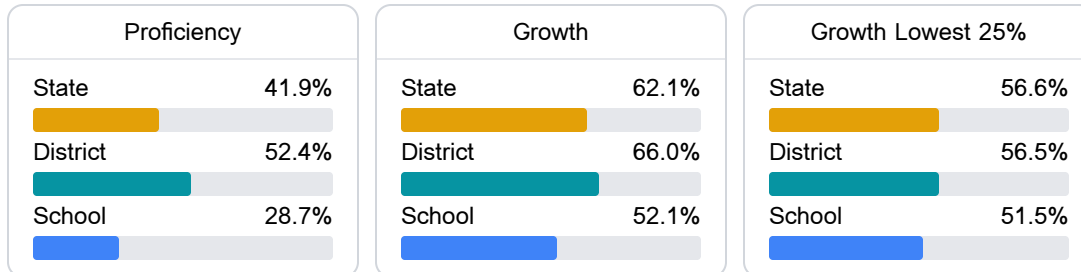 Proficiency
State 41.9%
District 52.4%
School 28.7%
Growth
State 62.1%
District 66.0%
School 52.1%
Growth Lowest 25%
State 56.6%
District 56.5%
School 51.5%